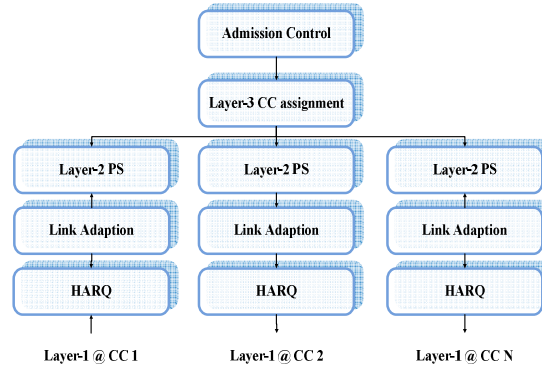 Admission Control
Layer-3 CC assignment
Layer-2 PS
Layer-2 PS
Layer-2 PS
Link Adaption
Link Adaption
Link Adaption
HARQ
HARQ
HARQ
Layer-1 @ CC 1
Layer-1 @ CC 2
Layer-1 @ CC N